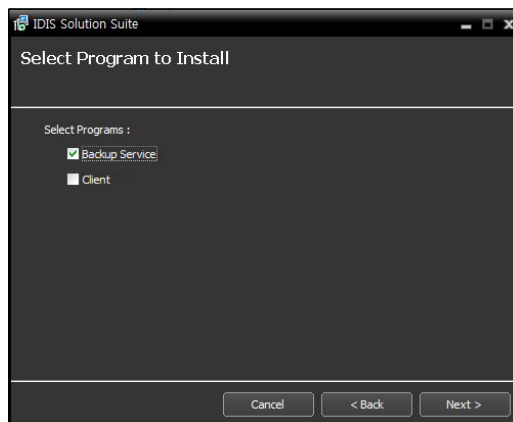 IDIS Solution Suite
Select Program to Install
Select Programs :
Backup Service
Client
Cancel
< Back
Next >